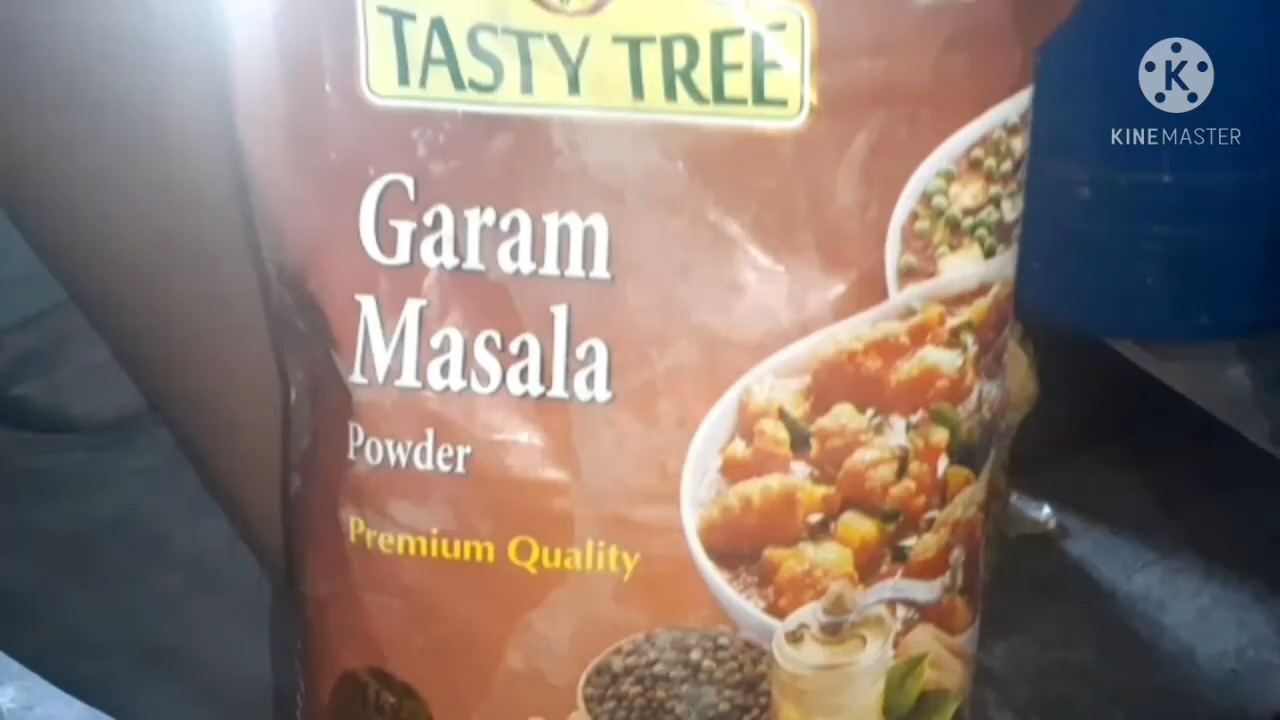 TASTY TREE
KINEMASTER
Garam
Masala
Powder
Premium Quality